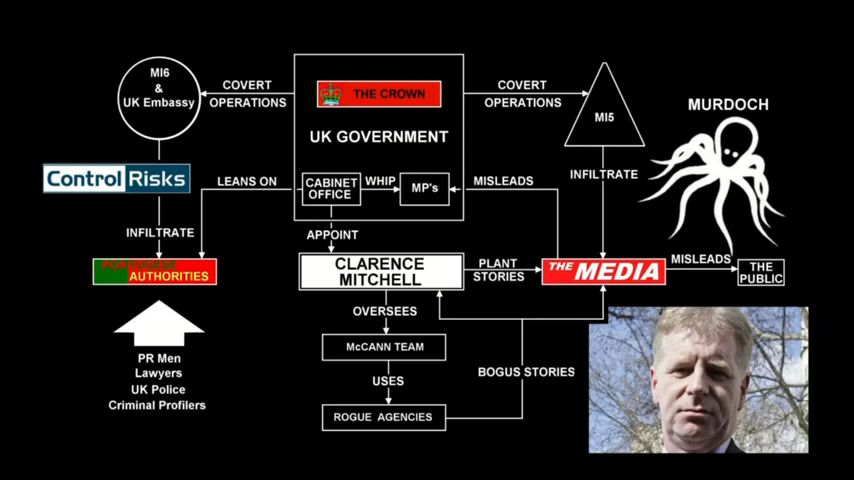 MI6
&
UK Embassy
COVERT
OPERATIONS
THE CROWN
UK GOVERNMENT
COVERT
OPERATIONS
MI5
MURDOCH
Control Risks
LEANS ON
CABINET
OFFICE
WHIP
MP's
MISLEADS
INFILTRATE
INFILTRATE
APPOINT
PORTUGUESE
AUTHORITIES
CLARENCE
MITCHELL
PLANT
STORIES
THE MEDIA
MISLEADS
THE
PUBLIC
OVERSEES
McCANN TEAM
USES
ROGUE AGENCIES
BOGUS STORIES
PR Men
Lawyers
UK Police
Criminal Profilers